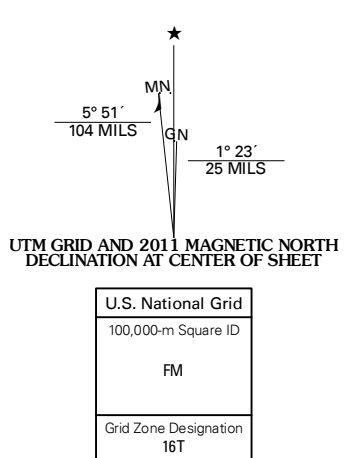 ★
MN
5° 51´
104 MILS
GN
1° 23´
25 MILS
UTM GRID AND 2011 MAGNETIC NORTH
DECLINATION AT CENTER OF SHEET
U.S. National Grid
100,000-m Square ID
FM
Grid Zone Designation
16T